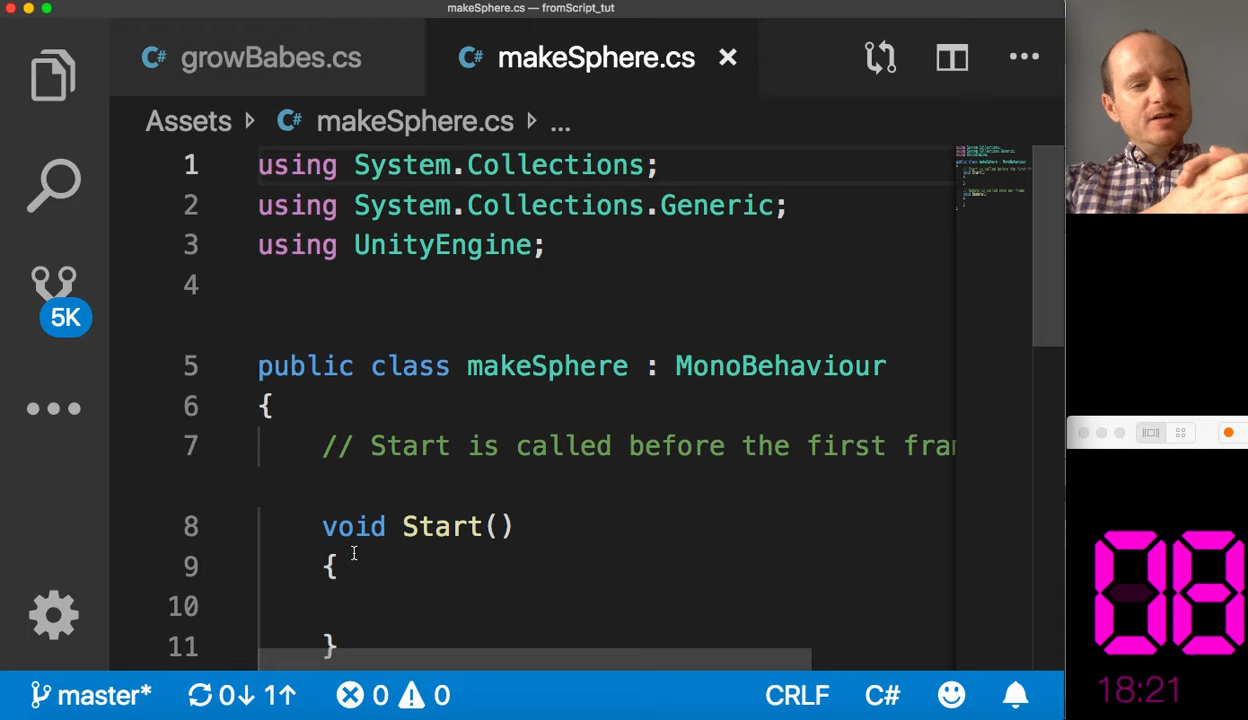 makeSphere.cs — fromScript_tut
growBabes.cs
makeSphere.cs
Assets
makeSphere.cs
...
1 using System.Collections;
2 using System.Collections.Generic;
3 using UnityEngine;
4
5 public class makeSphere : MonoBehaviour
6 {
7 // Start is called before the first fram
8 void Start()
9 {
10
11 }
5K
master*
0↓ 1↑
0
0
CRLF
C#
08
18:21